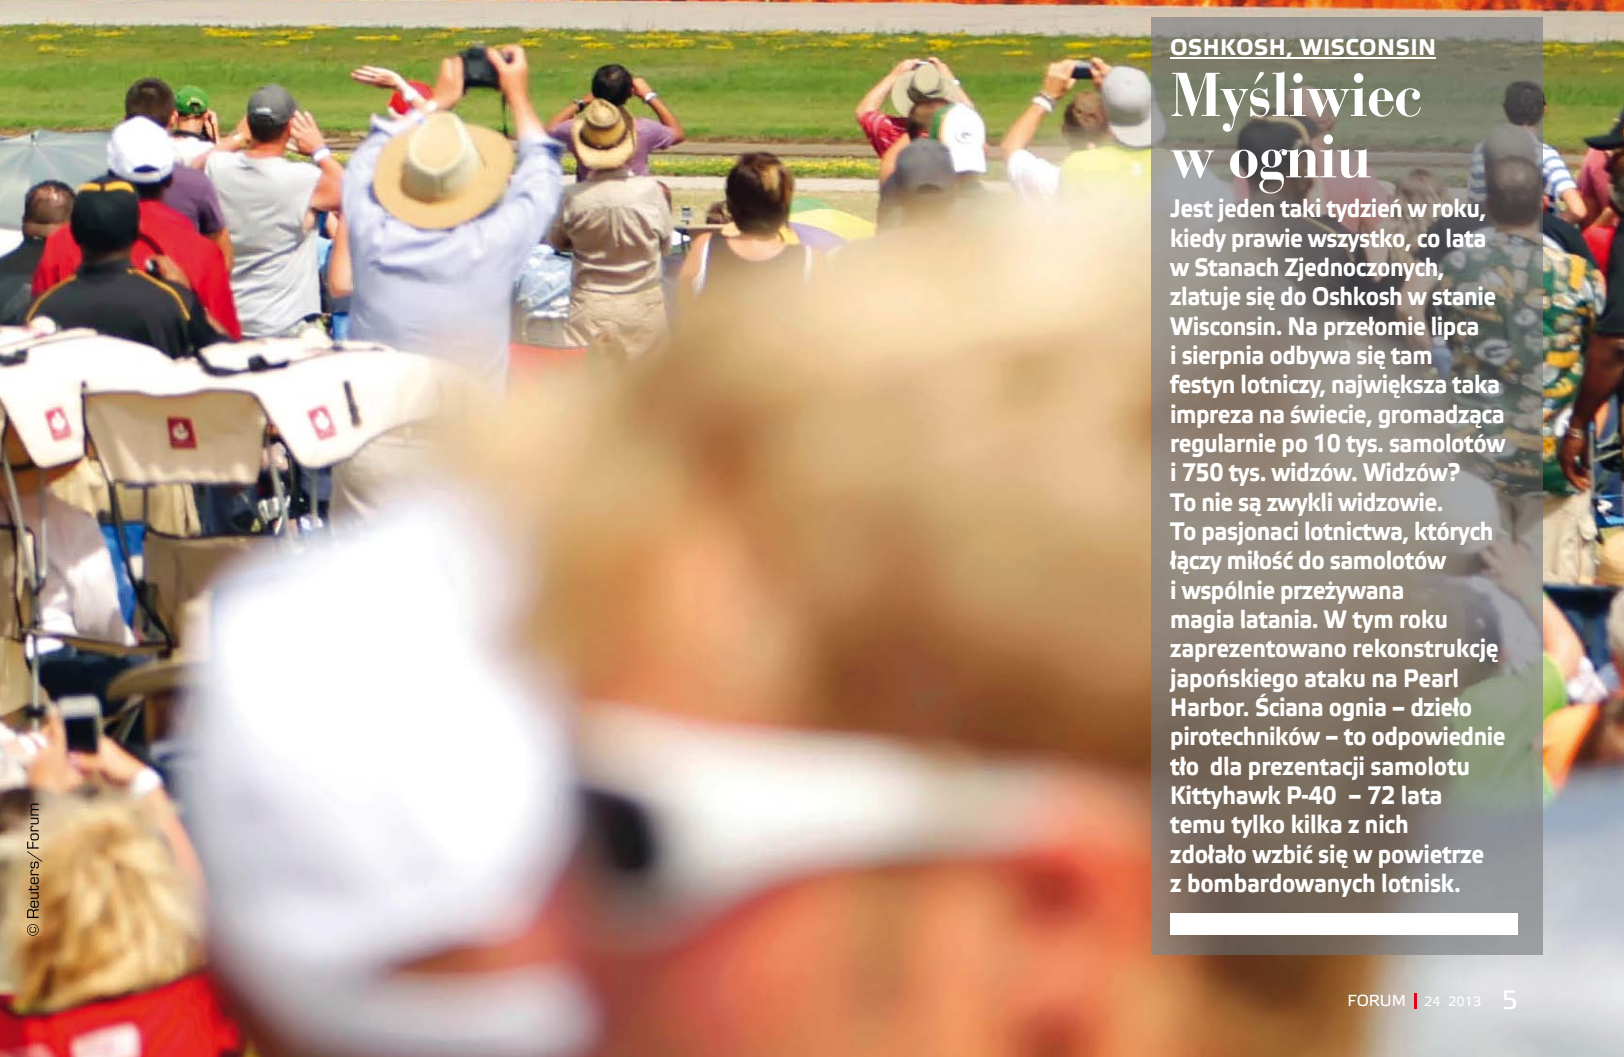 OSHKOSH, WISCONSIN
Myśliwiec
w ogniu
Jest jeden taki tydzień w roku,
kiedy prawie wszystko, co lata
w Stanach Zjednoczonych,
zlatuje się do Oshkosh w stanie
Wisconsin. Na przełomie lipca
i sierpnia odbywa się tam
festyn lotniczy, największa taka
impreza na świecie, gromadząca
regularnie po 10 tys. samolotów
i 750 tys. widzów. Widzów?
To nie są zwykli widzowie.
To pasjonaci lotnictwa, których
łączy miłość do samolotów
i wspólnie przeżywana
magia latania. W tym roku
zaprezentowano rekonstrukcję
japońskiego ataku na Pearl
Harbor. Ściana ognia – dzieło
pirotechników – to odpowiednie
tło dla prezentacji samolotu
Kittyhawk P-40 – 72 lata
temu tylko kilka z nich
zdołało wzbić się w powietrze
z bombardowanych lotnisk.
© Reuters/Forum
FORUM | 24 2013 5